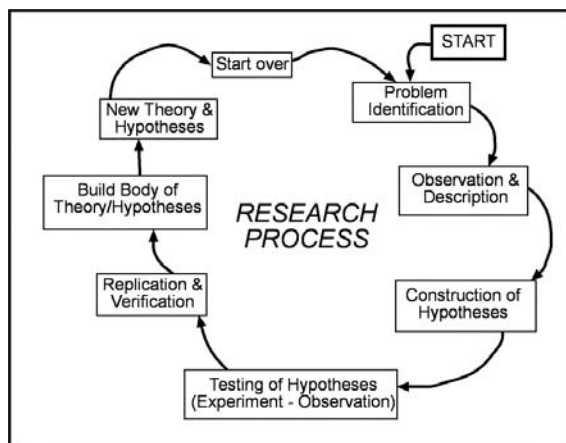 START
Start over
Problem
Identification
New Theory &
Hypotheses
Observation &
Description
Build Body of
Theory/Hypotheses
RESEARCH
PROCESS
Replication &
Verification
Construction of
Hypotheses
Testing of Hypotheses
(Experiment - Observation)